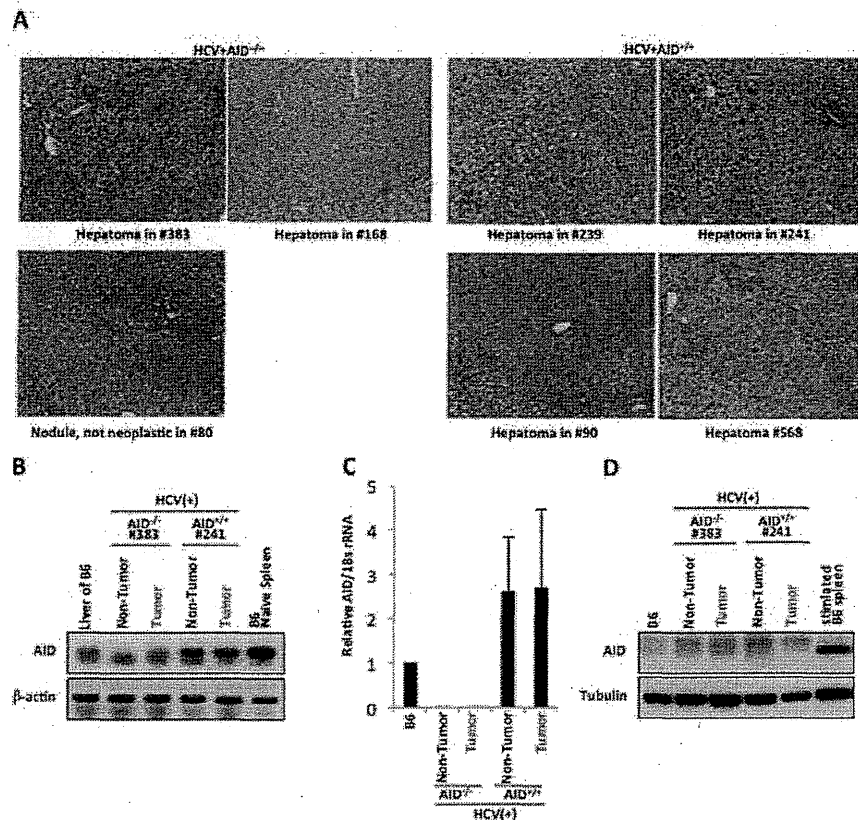 A
HCV+AID-/-
HCV+AID+/+
Hepatoma in #383
Hepatoma in #168
Hepatoma in #239
Hepatoma in #241
Nodule, not neoplastic in #80
Hepatoma in #90
Hepatoma #568
B
HCV(+)
AID-/- #383
AID+/+ #241
Liver of B6
Non-Tumor
Tumor
Non-Tumor
Tumor
B6 Naive Spleen
AID
β-actin
C
Relative AID/18s rRNA
5
4
3
2
1
0
B6
Non-Tumor
Tumor
Non-Tumor
Tumor
AID-/-
AID+/+
HCV(+)
D
HCV(+)
AID-/- #383
AID+/+ #241
B6
Non-Tumor
Tumor
Non-Tumor
Tumor
stimlated B6 spleen
AID
Tubulin